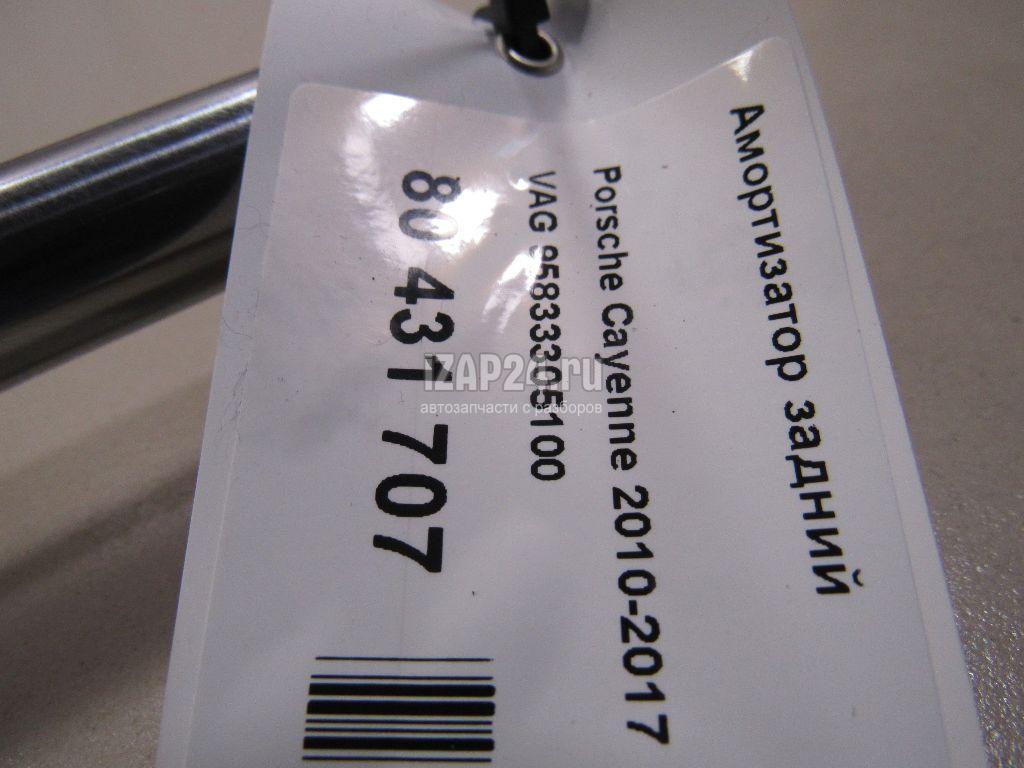 Амортизатор задний
Porsche Cayenne 2010-2017
VAG 95833305100
80 431 707
IZAP24.ru
автозапчасти с разборов